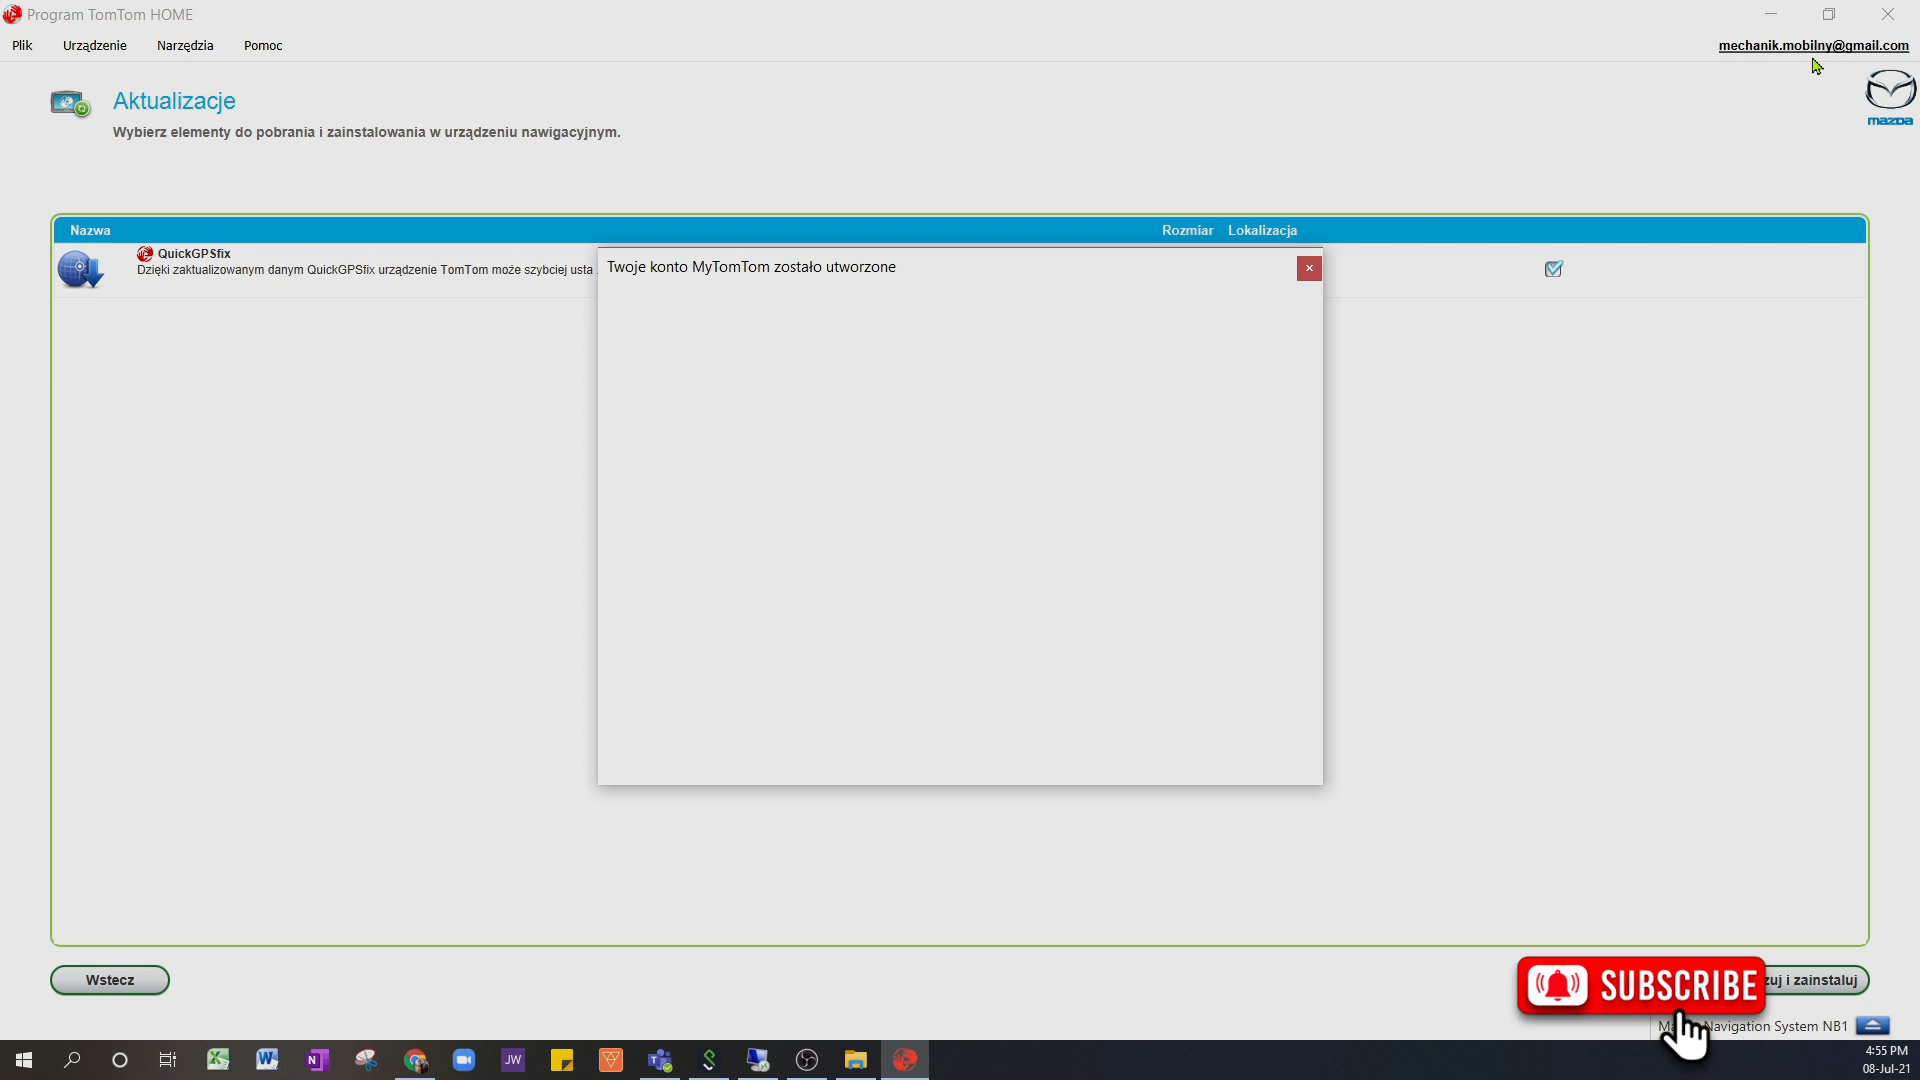 Program TomTom HOME
Plik Urządzenie Narzędzia Pomoc
mechanik.mobilny@gmail.com
mazda
Aktualizacje
Wybierz elementy do pobrania i zainstalowania w urządzeniu nawigacyjnym.
Nazwa Rozmiar Lokalizacja
QuickGPSfix
Dzięki zaktualizowanym danym QuickGPSfix urządzenie TomTom może szybciej usta
Twoje konto MyTomTom zostało utworzone
Wstecz
i zainstaluj
SUBSCRIBE
Navigation System NB1
JW
4:55 PM
08-Jul-21